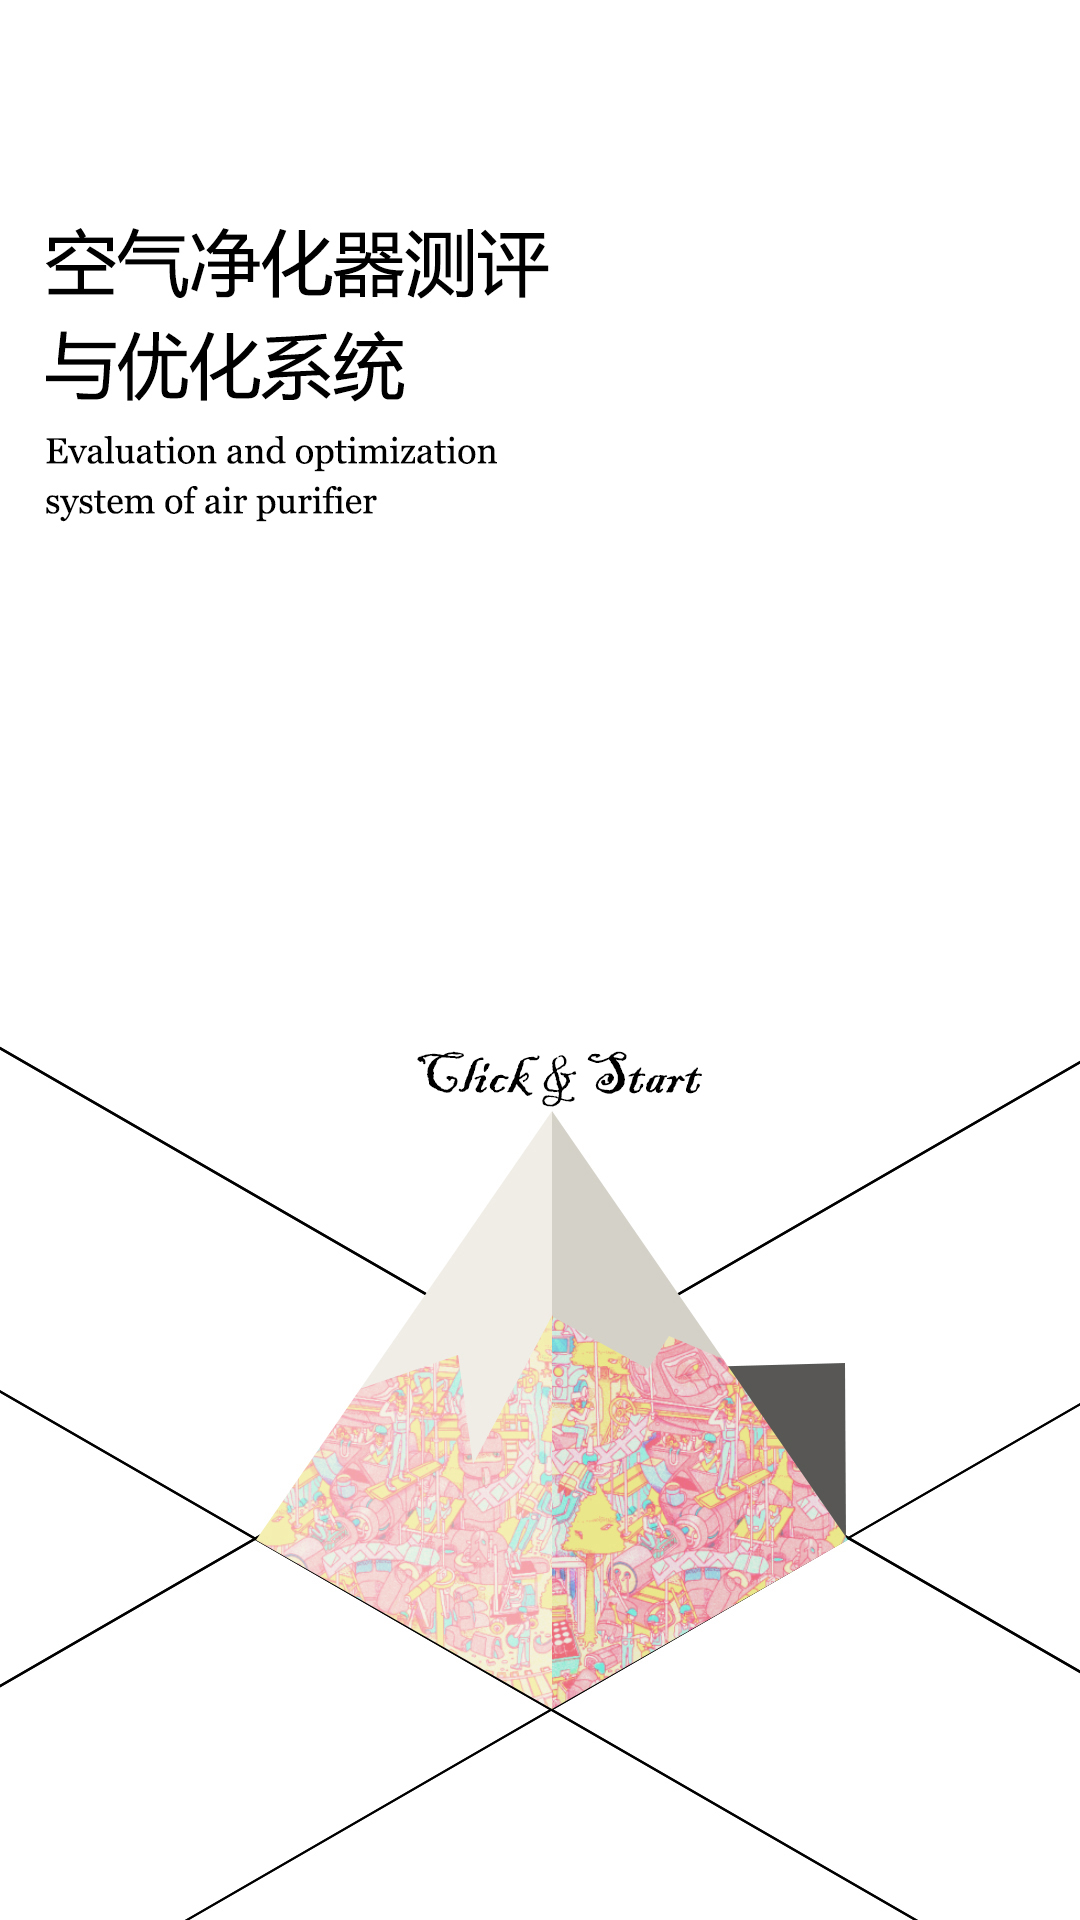 空气净化器测评
与优化系统
Evaluation and optimization
system of air purifier
Click & Start